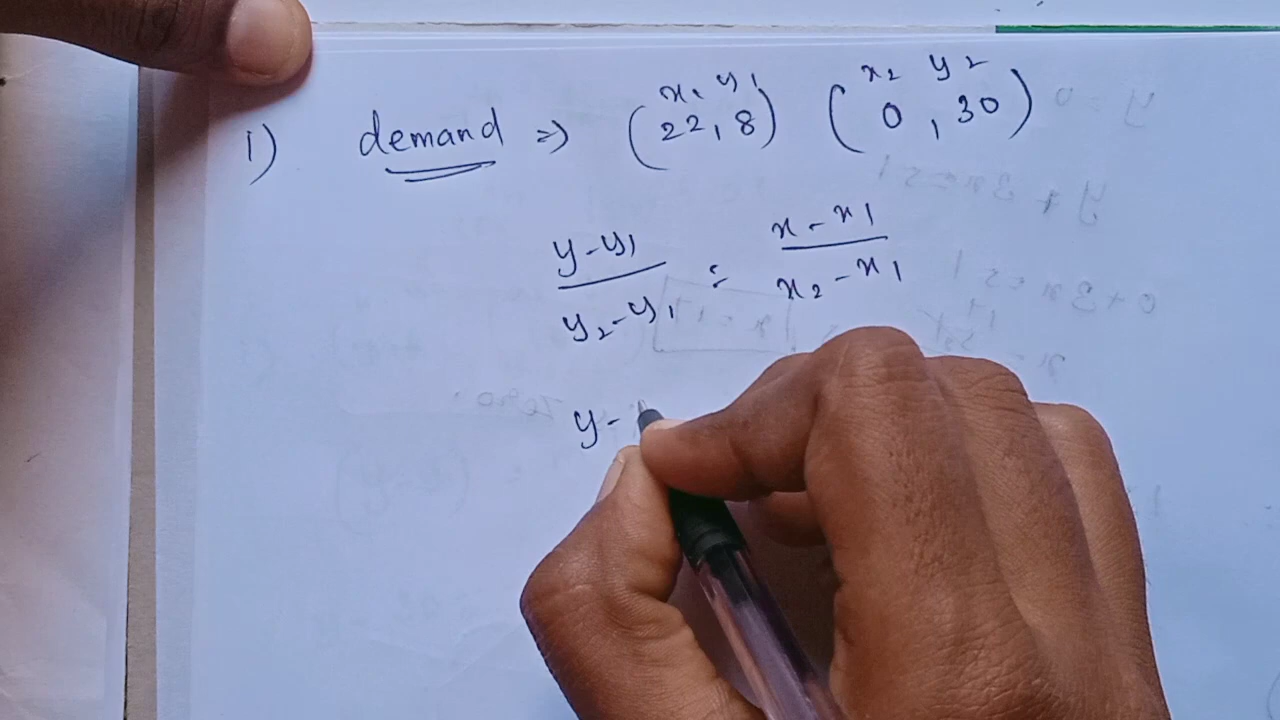 x₁ y₁ x₂ y₂
1) demand => (22, 8) (0, 30)
y-y₁ / y₂-y₁ = x-x₁ / x₂-x₁
y-